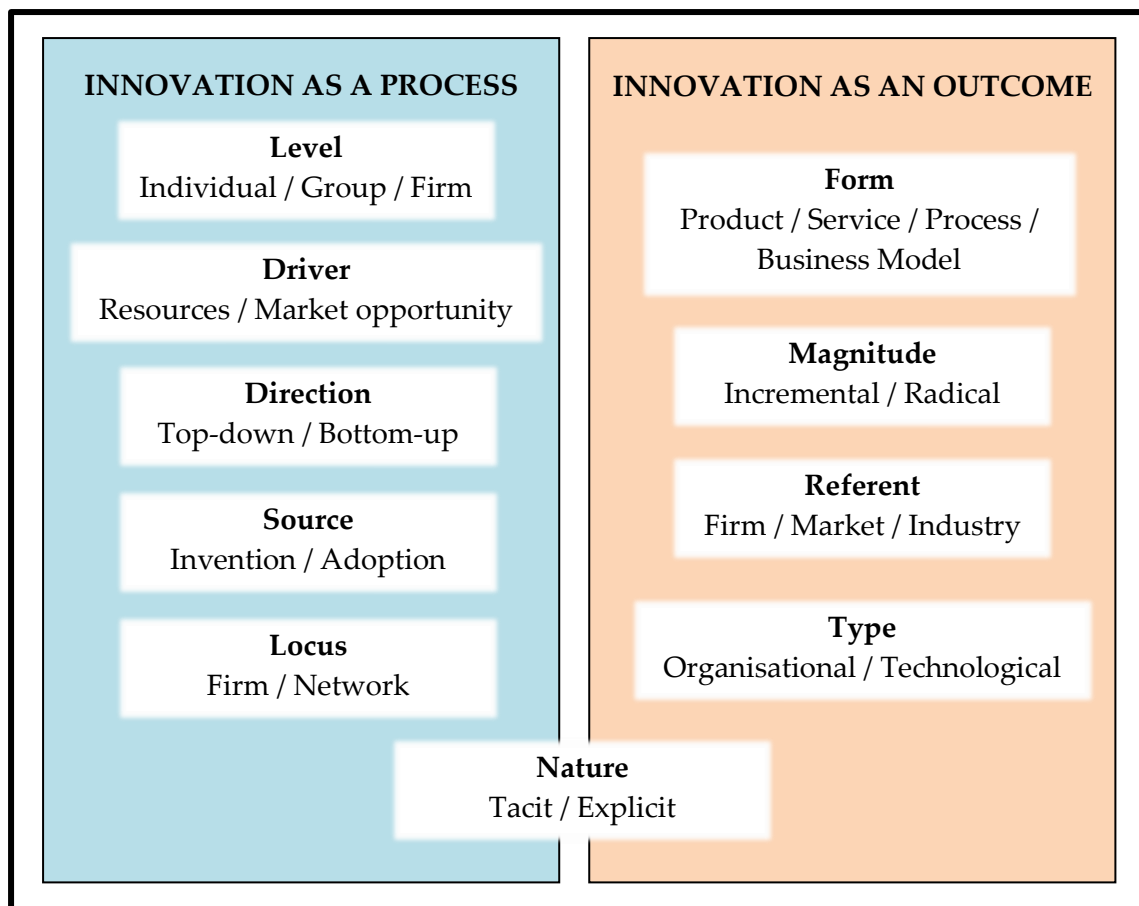 INNOVATION AS A PROCESS
Level
Individual / Group / Firm
Driver
Resources / Market opportunity
Direction
Top-down / Bottom-up
Source
Invention / Adoption
Locus
Firm / Network
INNOVATION AS AN OUTCOME
Form
Product / Service / Process /
Business Model
Magnitude
Incremental / Radical
Referent
Firm / Market / Industry
Type
Organisational / Technological
Nature
Tacit / Explicit